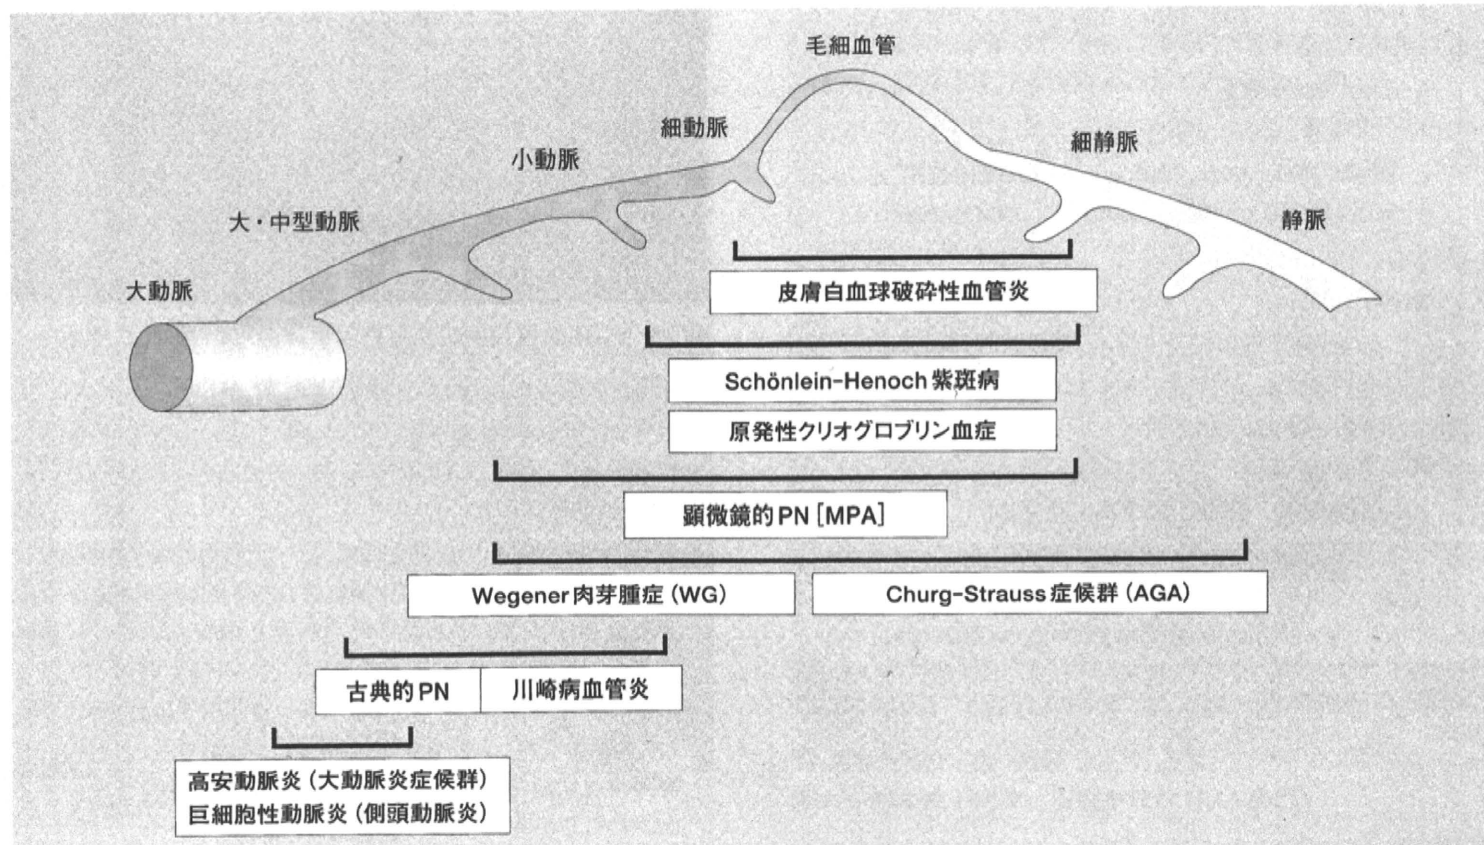 毛細血管
細動脈
細静脈
小動脈
大・中型動脈
静脈
大動脈
皮膚白血球破砕性血管炎
Schönlein-Henoch 紫斑病
原発性クリオグロブリン血症
顕微鏡的PN [MPA]
Wegener 肉芽腫症 (WG)
Churg-Strauss 症候群 (AGA)
古典的PN
川崎病血管炎
高安動脈炎 (大動脈炎症候群)
巨細胞性動脈炎 (側頭動脈炎)